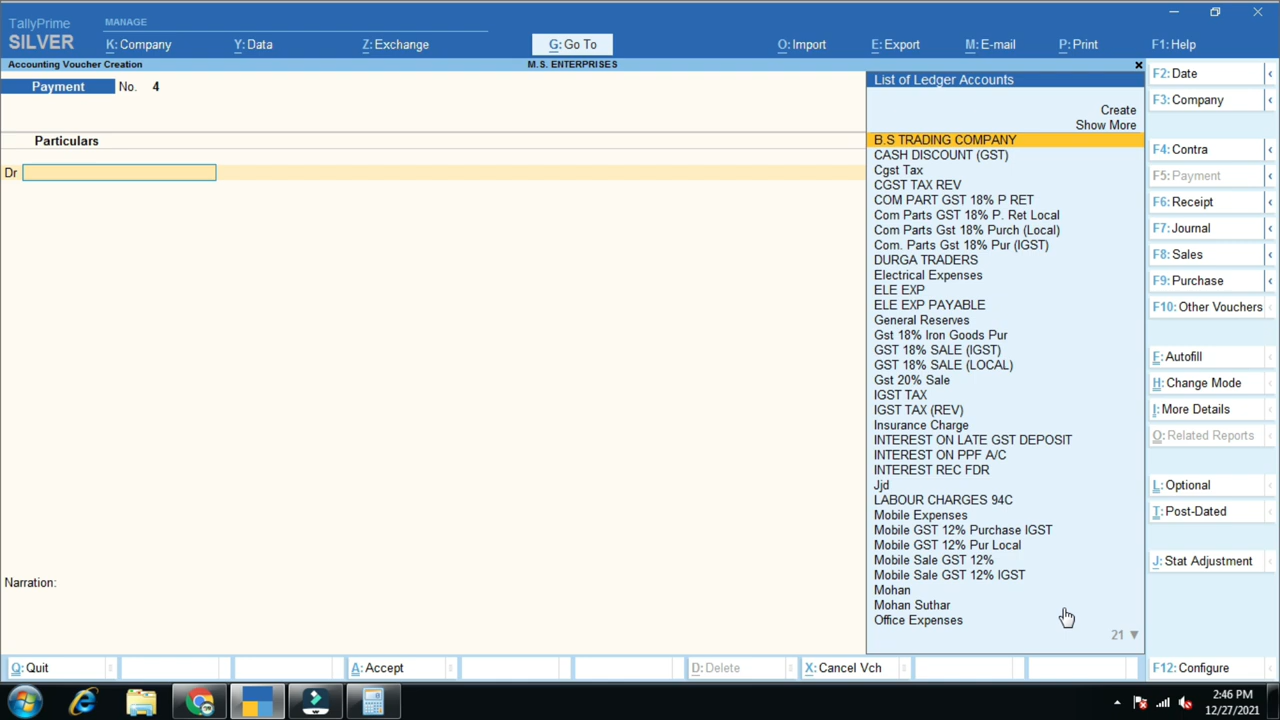 TallyPrime
MANAGE
SILVER
K: Company
Y: Data
Z: Exchange
G: Go To
O: Import
E: Export
M: E-mail
P: Print
F1: Help
Accounting Voucher Creation
M.S. ENTERPRISES
Payment No. 4
Particulars
Dr
Narration:
List of Ledger Accounts
Create
Show More
B.S TRADING COMPANY
CASH DISCOUNT (GST)
Cgst Tax
CGST TAX REV
COM PART GST 18% P RET
Com Parts GST 18% P. Ret Local
Com Parts Gst 18% Purch (Local)
Com. Parts Gst 18% Pur (IGST)
DURGA TRADERS
Electrical Expenses
ELE EXP
ELE EXP PAYABLE
General Reserves
Gst 18% Iron Goods Pur
GST 18% SALE (IGST)
GST 18% SALE (LOCAL)
Gst 20% Sale
IGST TAX
IGST TAX (REV)
Insurance Charge
INTEREST ON LATE GST DEPOSIT
INTEREST ON PPF A/C
INTEREST REC FDR
Jjd
LABOUR CHARGES 94C
Mobile Expenses
Mobile GST 12% Purchase IGST
Mobile GST 12% Pur Local
Mobile Sale GST 12%
Mobile Sale GST 12% IGST
Mohan
Mohan Suthar
Office Expenses
21
F2: Date
F3: Company
F4: Contra
F5: Payment
F6: Receipt
F7: Journal
F8: Sales
F9: Purchase
F10: Other Vouchers
F: Autofill
H: Change Mode
I: More Details
O: Related Reports
L: Optional
T: Post-Dated
J: Stat Adjustment
Q: Quit
A: Accept
D: Delete
X: Cancel Vch
F12: Configure
2:46 PM
12/27/2021